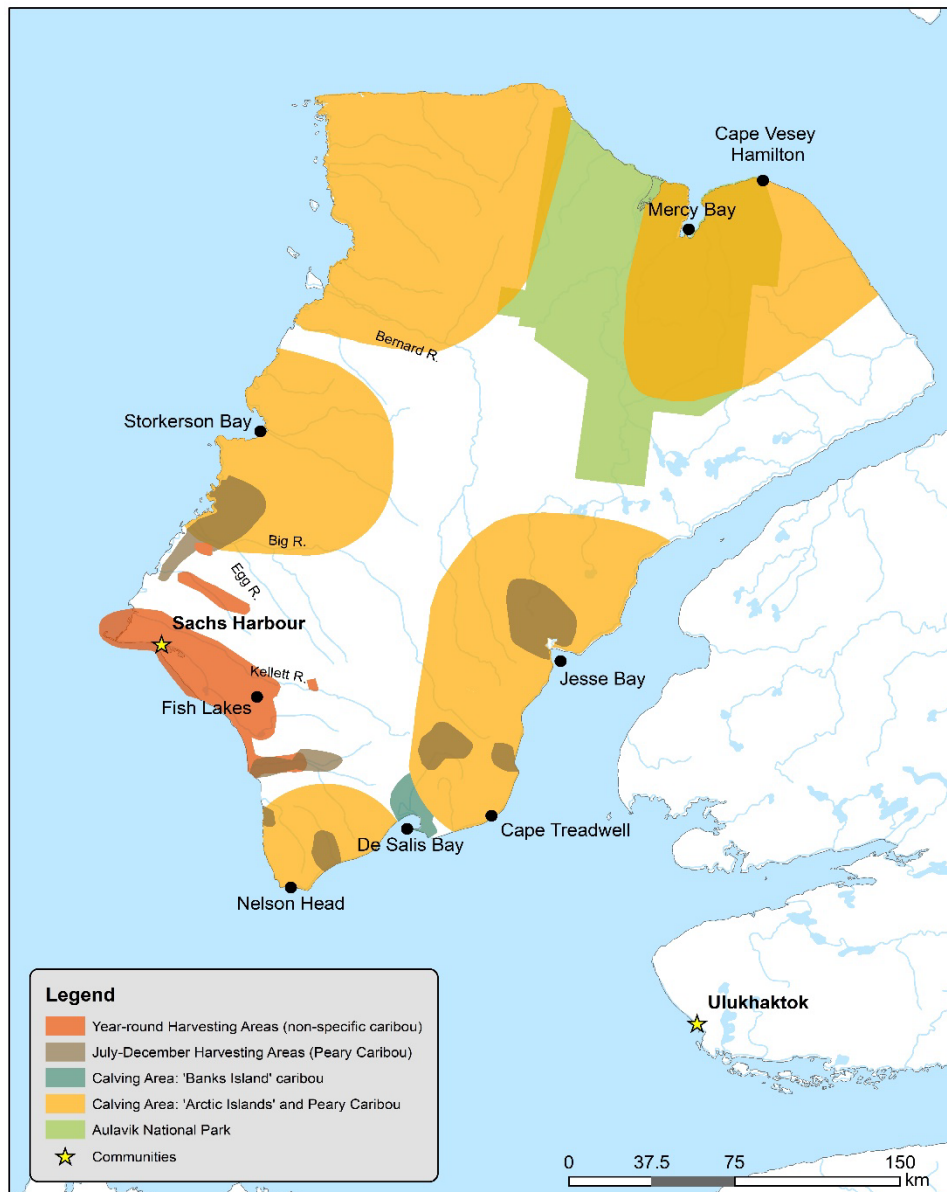 Cape Vesey
Hamilton
Mercy Bay
Bernard R.
Storkerson Bay
Big R.
Egg R.
Sachs Harbour
Kellett R.
Jesse Bay
Fish Lakes
Cape Treadwell
De Salis Bay
Nelson Head
Ulukhaktok
Legend
Year-round Harvesting Areas (non-specific caribou)
July-December Harvesting Areas (Peary Caribou)
Calving Area: 'Banks Island' caribou
Calving Area: 'Arctic Islands' and Peary Caribou
Aulavik National Park
Communities
0 37.5 75 150
km